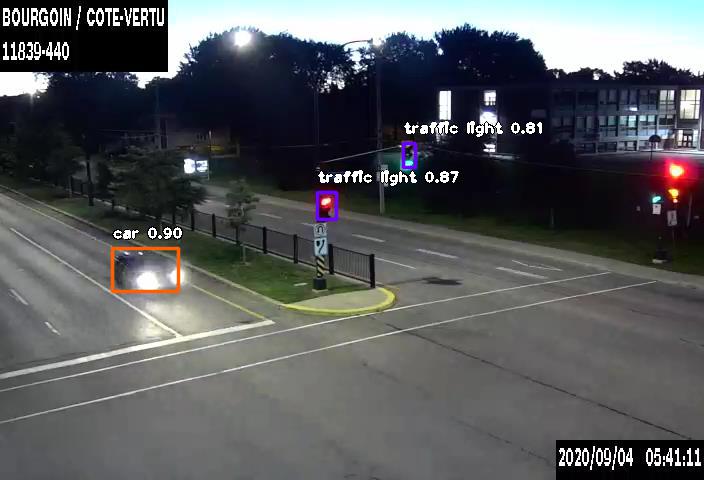 BOURGOIN / COTE-VERTU
11839-440
traffic light 0.81
traffic light 0.87
car 0.90
2020/09/04 05:41:11